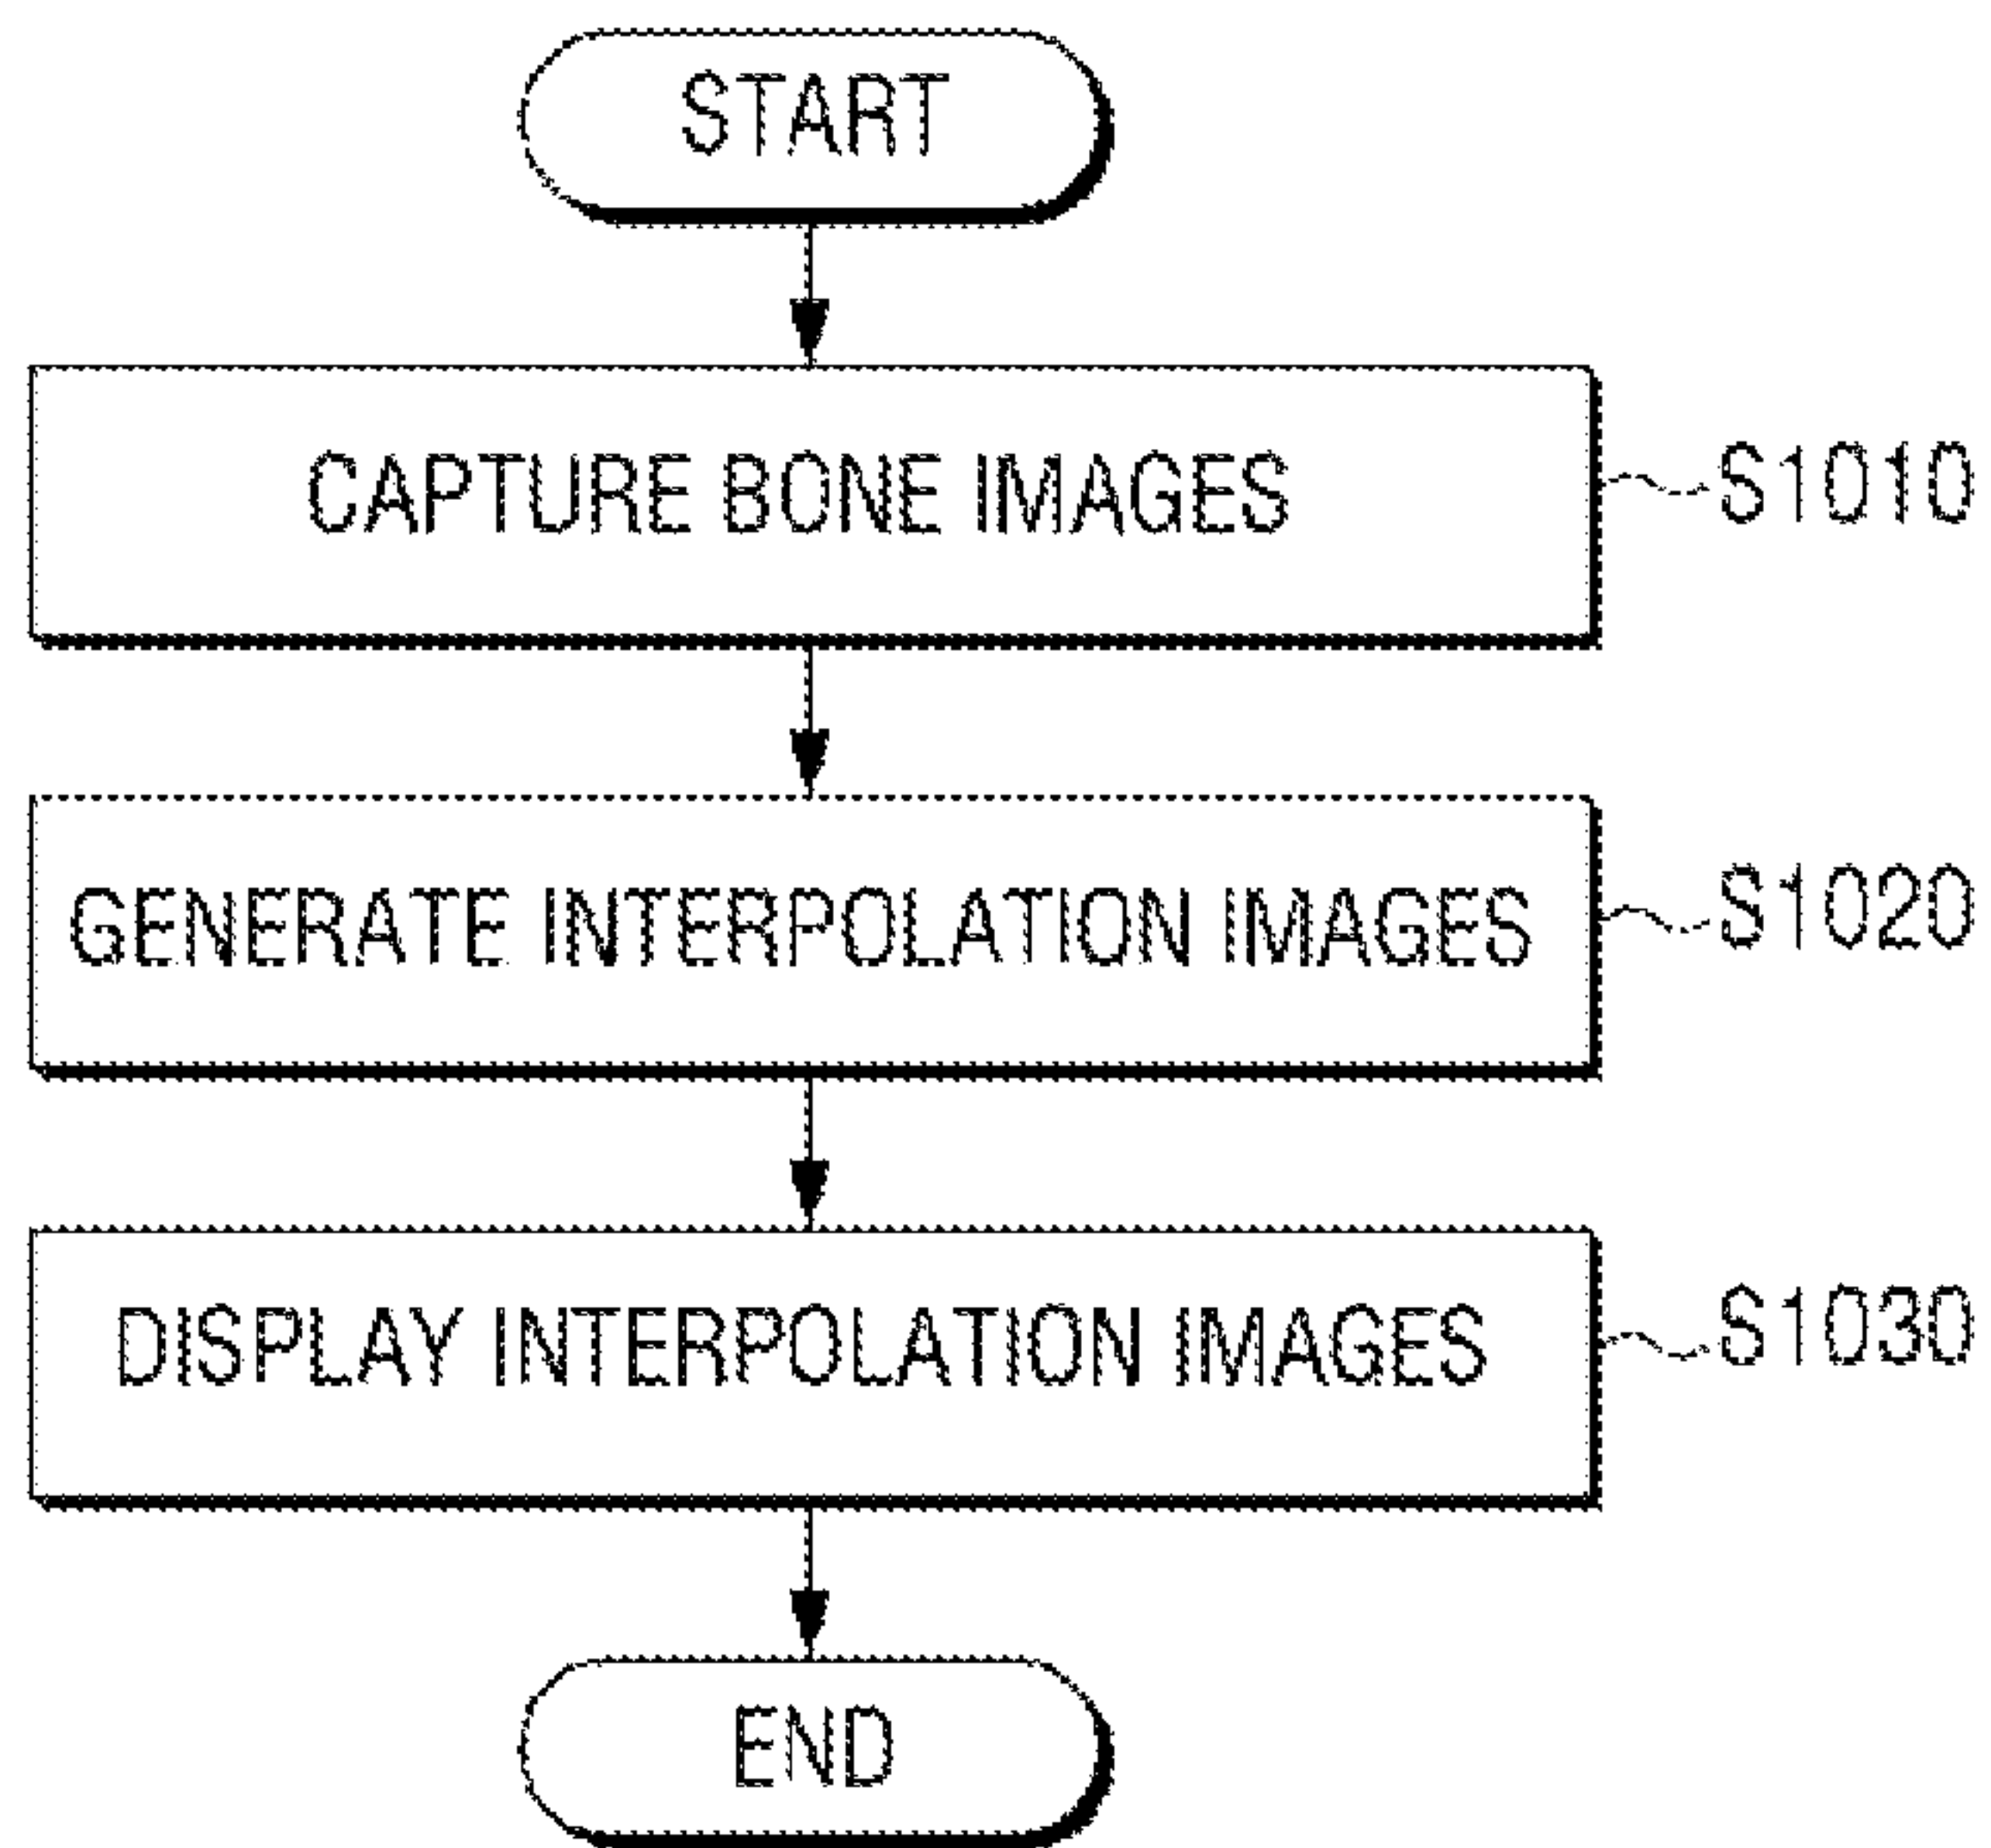 START
CAPTURE BONE IMAGES
S1010
GENERATE INTERPOLATION IMAGES
S1020
DISPLAY INTERPOLATION IMAGES
S1030
END